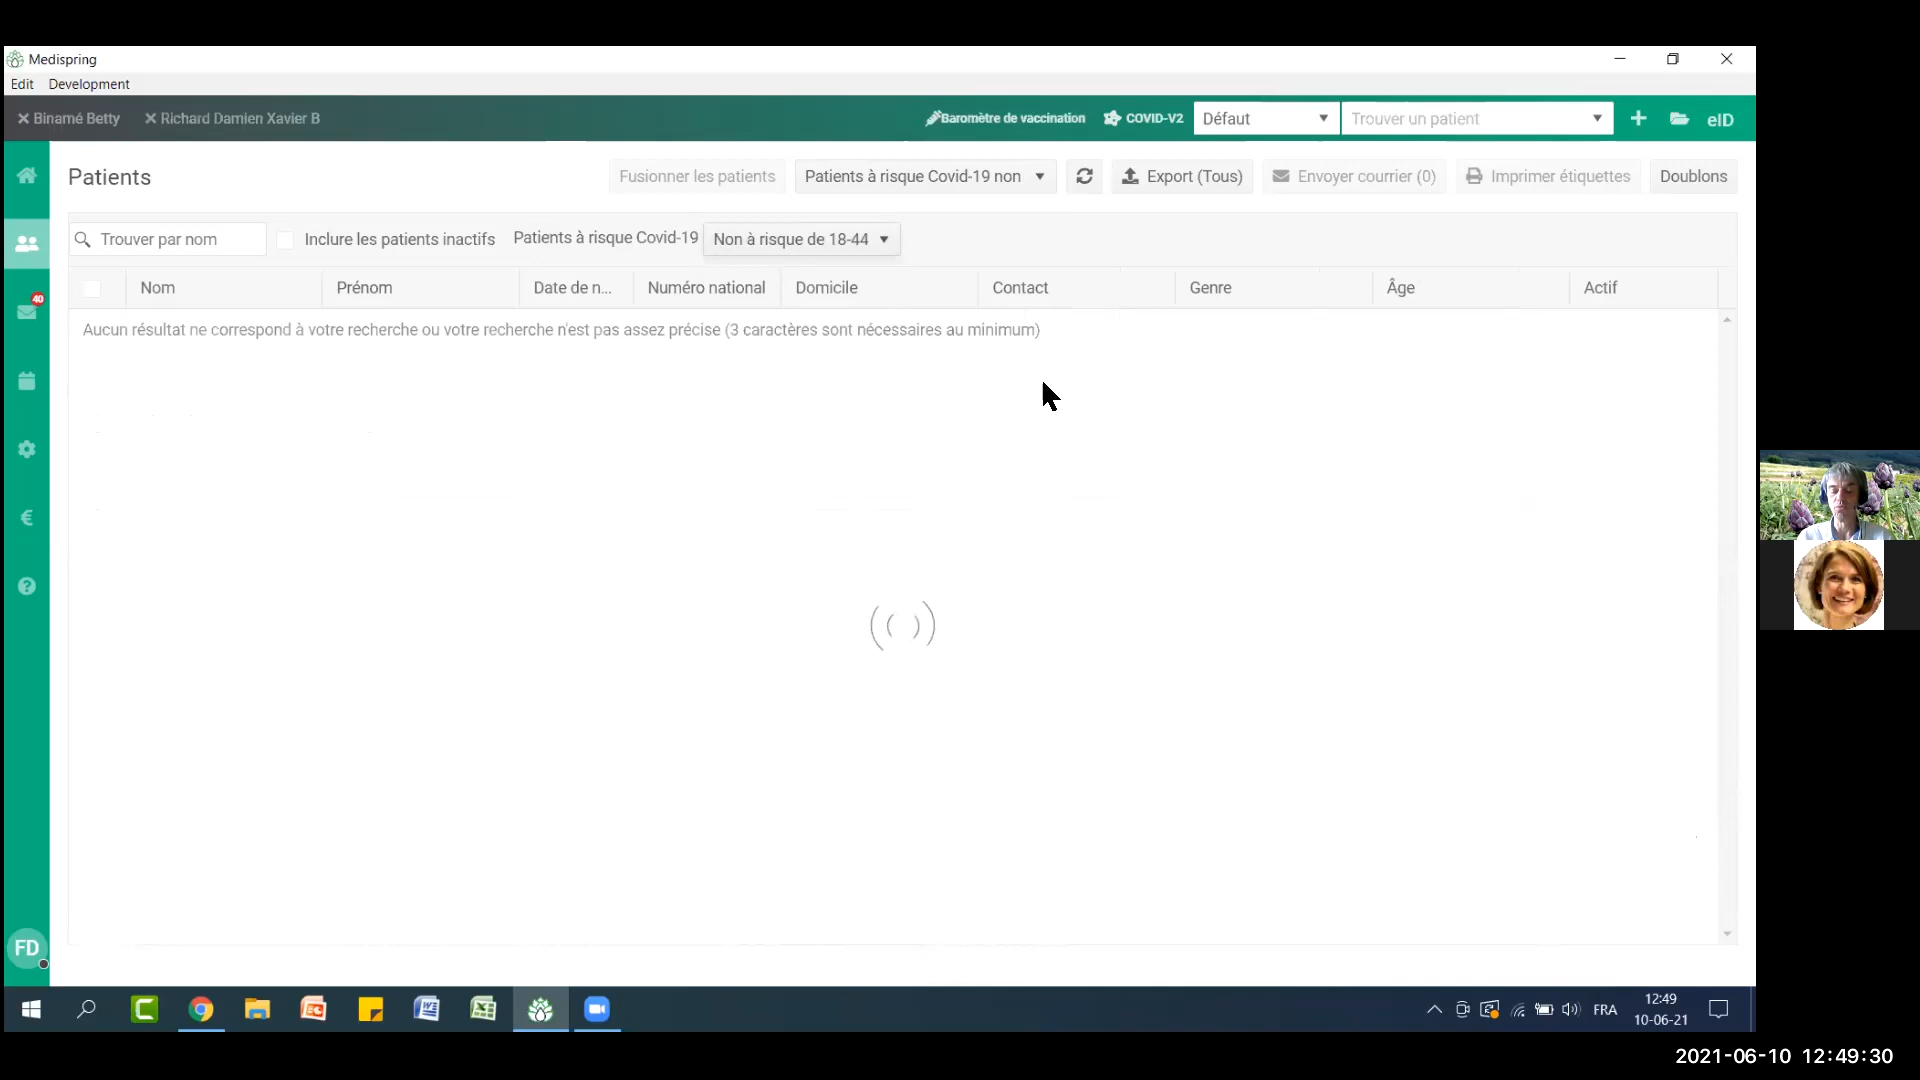 Medispring
Edit Development
Binamé Betty Richard Damien Xavier B Baromètre de vaccination COVID-V2 Défaut Trouver un patient eID
Patients Fusionner les patients Patients à risque Covid-19 non Export (Tous) Envoyer courrier (0) Imprimer étiquettes Doublons
Trouver par nom Inclure les patients inactifs Patients à risque Covid-19 Non à risque de 18-44
Nom Prénom Date de n... Numéro national Domicile Contact Genre Âge Actif
40
Aucun résultat ne correspond à votre recherche ou votre recherche n'est pas assez précise (3 caractères sont nécessaires au minimum)
€
FD
FRA 12:49
10-06-21
2021-06-10 12:49:30